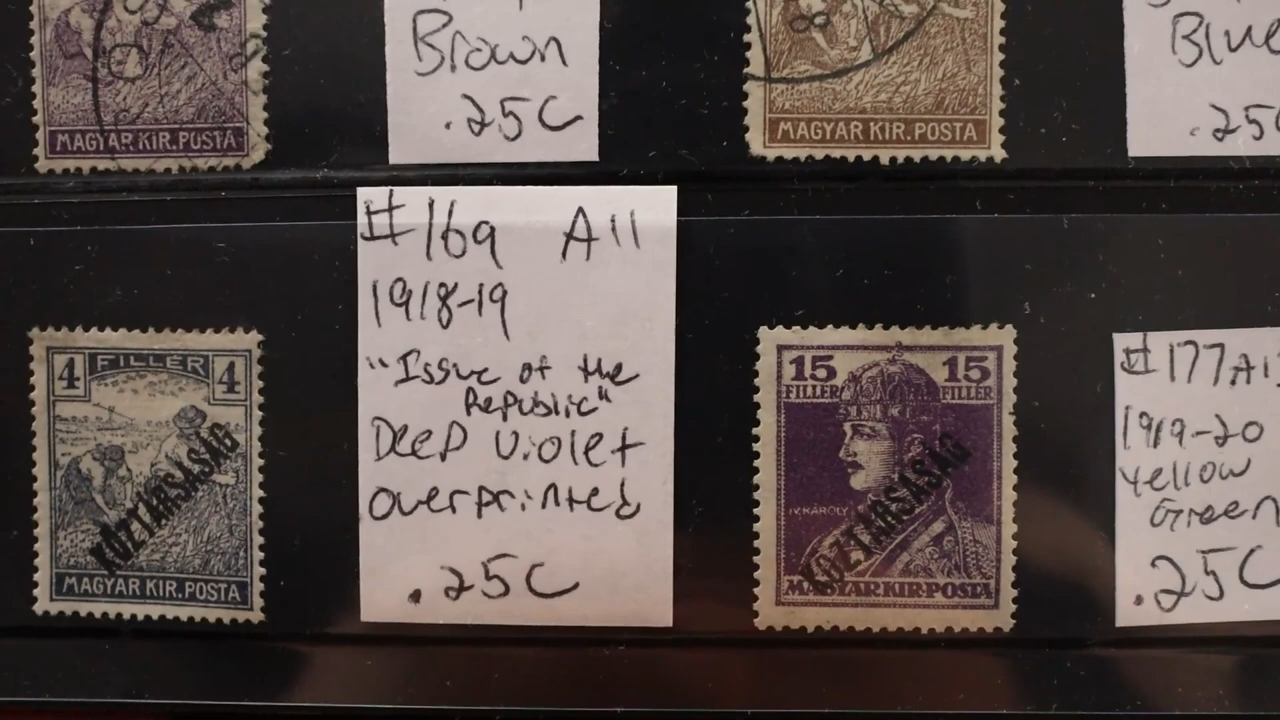 Brown
.25C
MAGYAR KIR. POSTA
MAGYAR KIR. POSTA
Blue
.25C
#169 A11
1918-19
"Issue of the
Republic"
Deep Violet
overprinted
.25C
4 FILLÉR 4
KÖZTÁRSASÁG
MAGYAR KIR. POSTA
15 15
FILLER FILLER
IV. KÁROLY
KÖZTÁRSASÁG
MAGYAR KIR. POSTA
#177 A1
1919-20
Yellow
Green
.25C